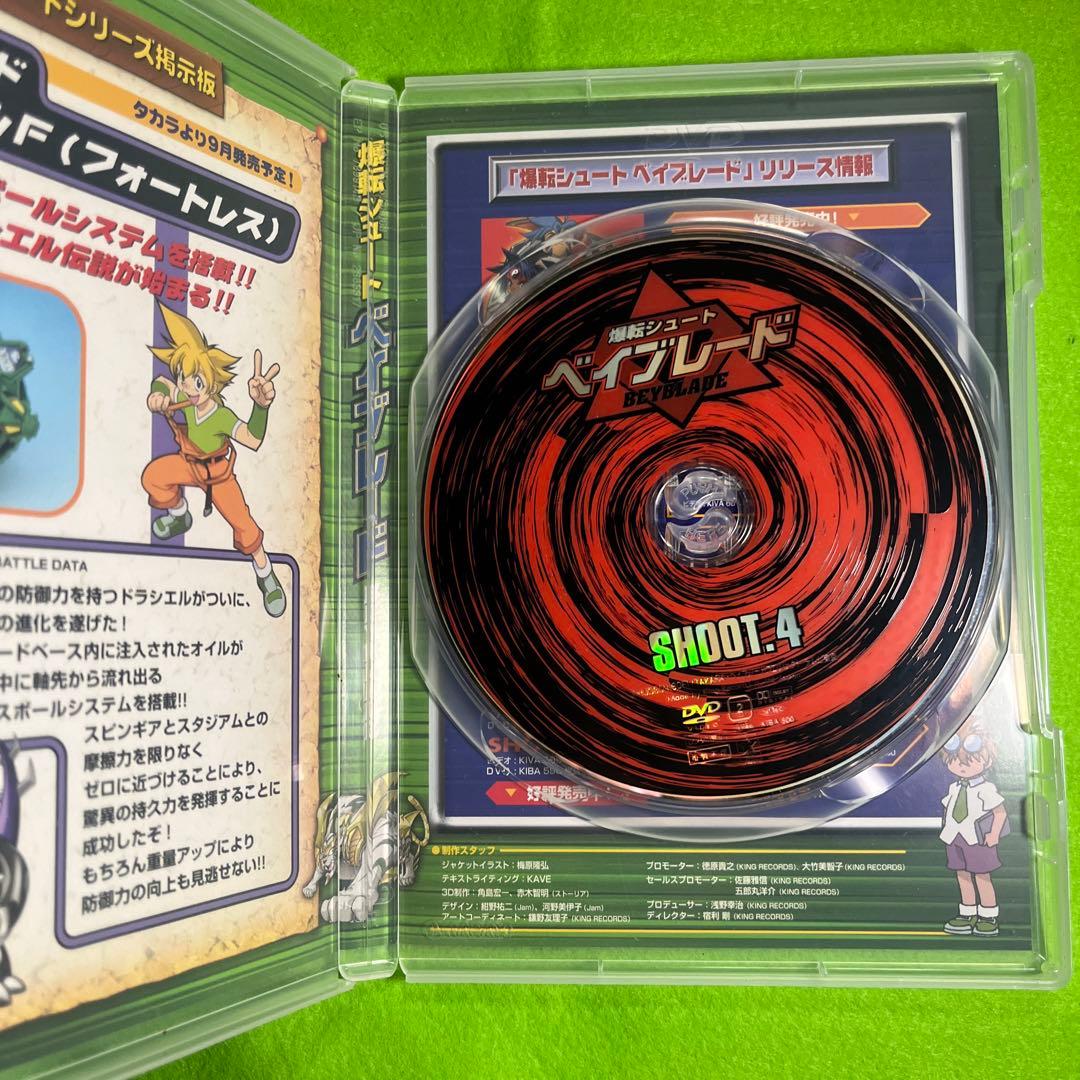 ドシリーズ掲示板
タカラより9月発売予定!
F(フォートレス)
ボールシステムを搭載!!
エル伝説が始まる!!
BATTLE DATA
の防御力を持つドラシエルがついに、
の進化を遂げた!
ードベース内に注入されたオイルが
中に軸先から流れ出る
スボールシステムを搭載!!
スピンギアとスタジアムとの
摩擦力を限りなく
ゼロに近づけることにより、
驚異の持久力を発揮することに
成功したぞ!
もちろん重量アップにより
防御力の向上も見逃せない!!
爆転シュート ベイブレード
「爆転シュート ベイブレード」リリース情報
好評発売中!
爆転シュート
ベイブレード
BEYBLADE
SHOOT.4
DVD
2
好評発売中
●制作スタッフ
ジャケットイラスト:梅原隆弘
テキストライティング:KAVE
3D制作:角島宏一、赤木智明(ストーリア)
デザイン:紺野祐二(Jam)、河野美伊子(Jam)
アートコーディネート:鎌野友理子(KING RECORDS)
プロモーター:徳原貴之(KING RECORDS)、大竹美智子(KING RECORDS)
セールスプロモーター:佐藤雅信(KING RECORDS)
五郎丸洋介(KING RECORDS)
プロデューサー:浅野幸治(KING RECORDS)
ディレクター:宿利 剛(KING RECORDS)